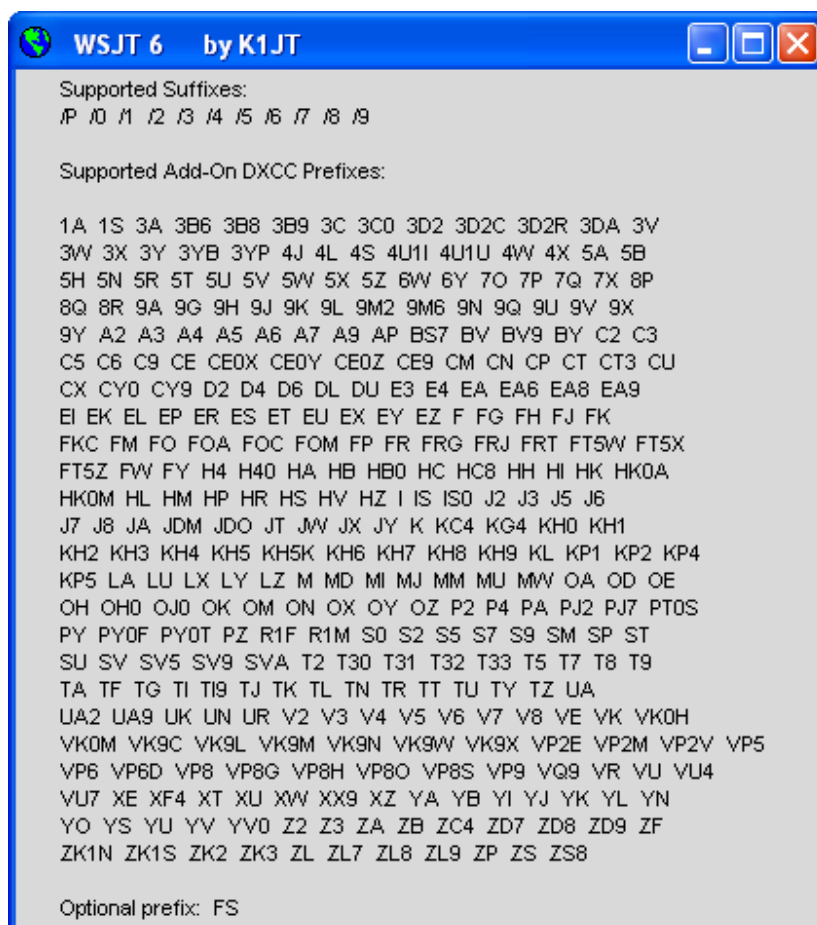 WSJT 6 by K1JT
Supported Suffixes:
/P /0 /1 /2 /3 /4 /5 /6 /7 /8 /9
Supported Add-On DXCC Prefixes:
1A 1S 3A 3B6 3B8 3B9 3C 3C0 3D2 3D2C 3D2R 3DA 3V
3W 3X 3Y 3YB 3YP 4J 4L 4S 4U1I 4U1U 4W 4X 5A 5B
5H 5N 5R 5T 5U 5V 5W 5X 5Z 6W 6Y 7O 7P 7Q 7X 8P
8Q 8R 9A 9G 9H 9J 9K 9L 9M2 9M6 9N 9Q 9U 9V 9X
9Y A2 A3 A4 A5 A6 A7 A9 AP BS7 BV BV9 BY C2 C3
C5 C6 C9 CE CE0X CE0Y CE0Z CE9 CM CN CP CT CT3 CU
CX CY0 CY9 D2 D4 D6 DL DU E3 E4 EA EA6 EA8 EA9
EI EK EL EP ER ES ET EU EX EY EZ F FG FH FJ FK
FKC FM FO FOA FOC FOM FP FR FRG FRJ FRT FT5W FT5X
FT5Z FW FY H4 H40 HA HB HB0 HC HC8 HH HI HK HK0A
HK0M HL HM HP HR HS HV HZ I IS IS0 J2 J3 J5 J6
J7 J8 JA JDM JDO JT JW JX JY K KC4 KG4 KH0 KH1
KH2 KH3 KH4 KH5 KH5K KH6 KH7 KH8 KH9 KL KP1 KP2 KP4
KP5 LA LU LX LY LZ M MD MI MJ MM MU MW OA OD OE
OH OH0 OJ0 OK OM ON OX OY OZ P2 P4 PA PJ2 PJ7 PT0S
PY PY0F PY0T PZ R1F R1M S0 S2 S5 S7 S9 SM SP ST
SU SV SV5 SV9 SVA T2 T30 T31 T32 T33 T5 T7 T8 T9
TA TF TG TI TI9 TJ TK TL TN TR TT TU TY TZ UA
UA2 UA9 UK UN UR V2 V3 V4 V5 V6 V7 V8 VE VK VK0H
VK0M VK9C VK9L VK9M VK9N VK9W VK9X VP2E VP2M VP2V VP5
VP6 VP6D VP8 VP8G VP8H VP8O VP8S VP9 VQ9 VR VU VU4
VU7 XE XF4 XT XU XW XX9 XZ YA YB YI YJ YK YL YN
YO YS YU YV YV0 Z2 Z3 ZA ZB ZC4 ZD7 ZD8 ZD9 ZF
ZK1N ZK1S ZK2 ZK3 ZL ZL7 ZL8 ZL9 ZP ZS ZS8
Optional prefix: FS